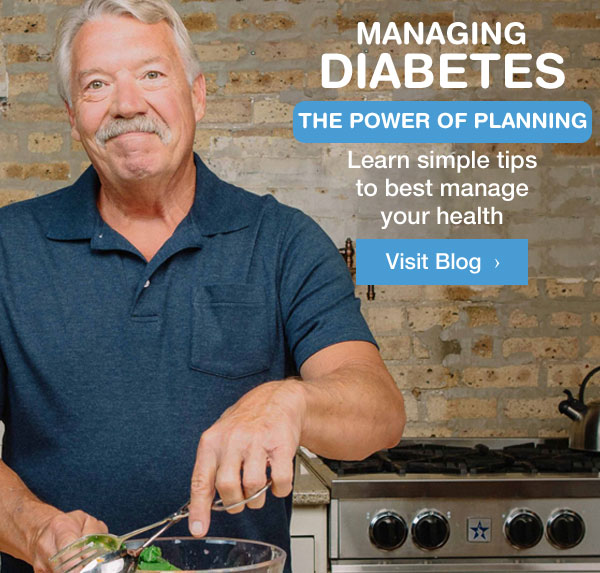 MANAGING
DIABETES
THE POWER OF PLANNING
Learn simple tips
to best manage
your health
Visit Blog ›